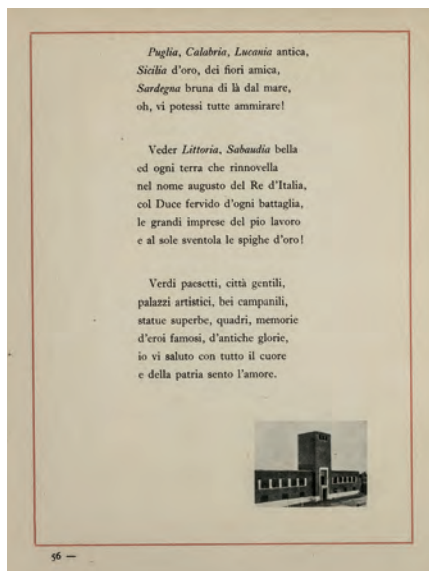 Puglia, Calabria, Lucania antica,
Sicilia d'oro, dei fiori amica,
Sardegna bruna di là dal mare,
oh, vi potessi tutte ammirare!
Veder Littoria, Sabaudia bella
ed ogni terra che rinnovella
nel nome augusto del Re d'Italia,
col Duce fervido d'ogni battaglia,
le grandi imprese del pio lavoro
e al sole sventola le spighe d'oro!
Verdi paesetti, città gentili,
palazzi artistici, bei campanili,
statue superbe, quadri, memorie
d'eroi famosi, d'antiche glorie,
io vi saluto con tutto il cuore
e della patria sento l'amore.
56 —